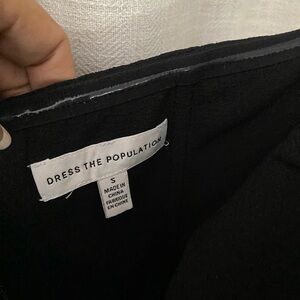 DRESS THE POPULATION
S
MADE IN
CHINA
FABRIQUÉ
EN CHINE